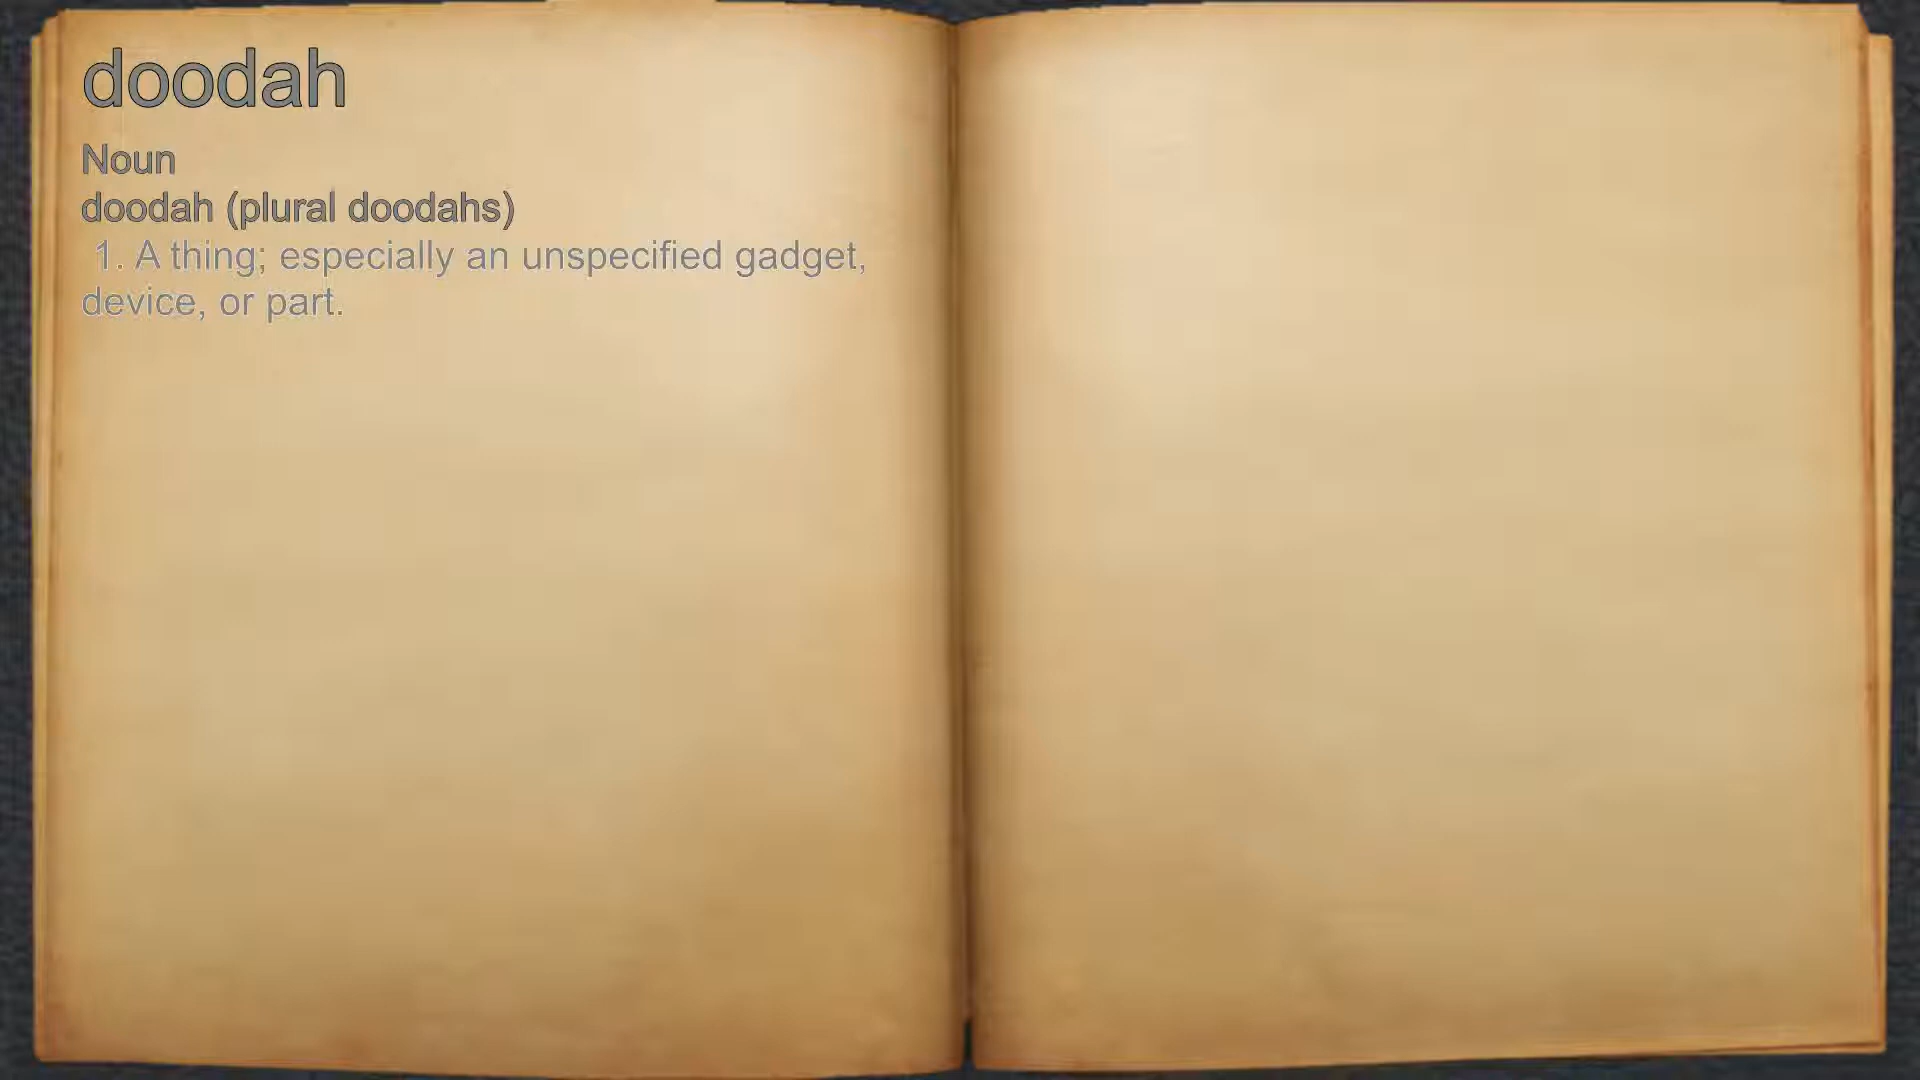 doodah
Noun
doodah (plural doodahs)
1. A thing; especially an unspecified gadget,
device, or part.